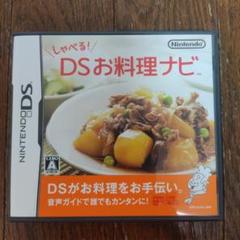 しゃべる!
Nintendo
DSお料理ナビ
NINTENDO DS
A
DSがお料理をお手伝い。
音声ガイドで誰でもカンタンに!